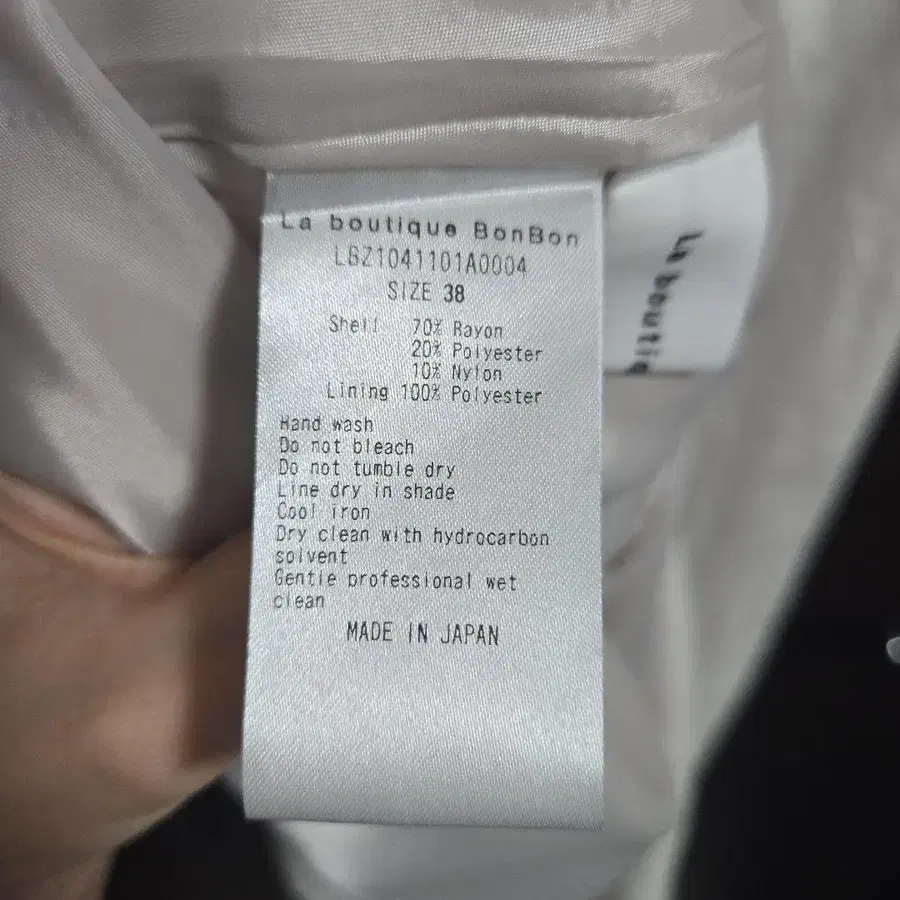 La boutique BonBon
LBZ1041101A0004
SIZE 38
Shell 70% Rayon
20% Polyester
10% Nylon
Lining 100% Polyester
Hand wash
Do not bleach
Do not tumble dry
Line dry in shade
Cool iron
Dry clean with hydrocarbon
solvent
Gentle professional wet
clean
MADE IN JAPAN
La boutiq